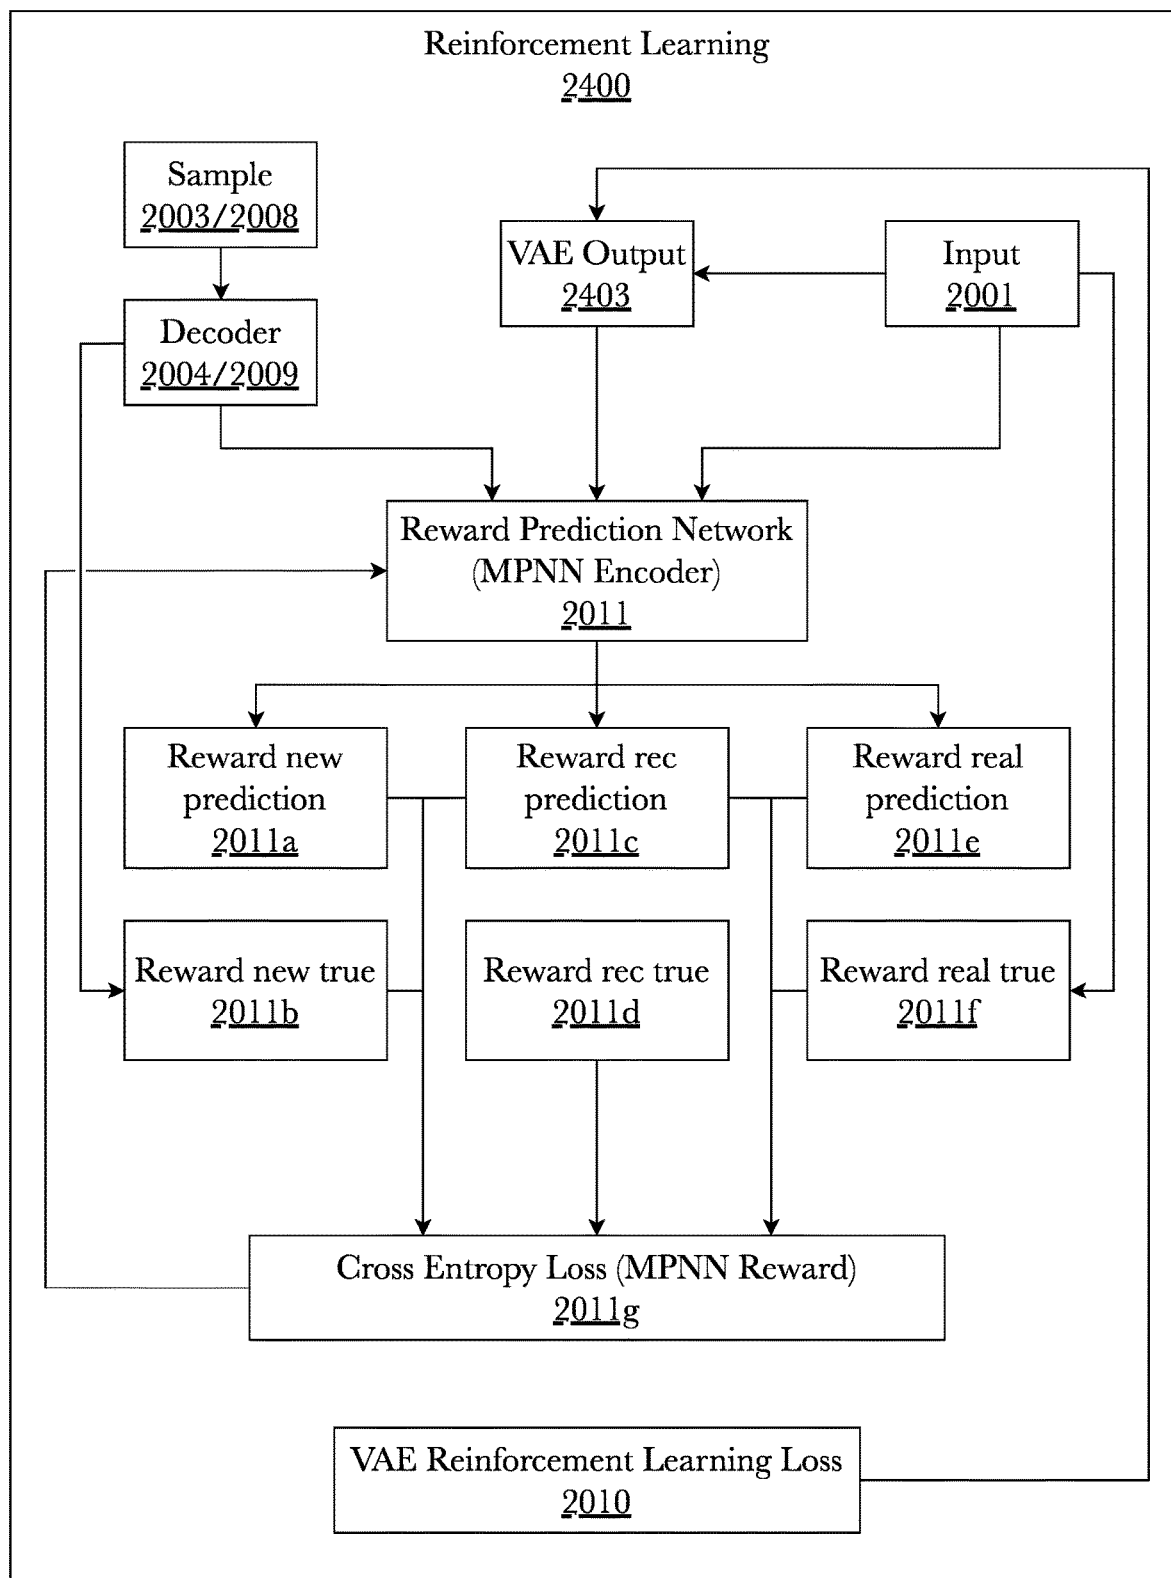 Reinforcement Learning
2400
Sample
2003/2008
VAE Output
2403
Input
2001
Decoder
2004/2009
Reward Prediction Network
(MPNN Encoder)
2011
Reward new
prediction
2011a
Reward rec
prediction
2011c
Reward real
prediction
2011e
Reward new true
2011b
Reward rec true
2011d
Reward real true
2011f
Cross Entropy Loss (MPNN Reward)
2011g
VAE Reinforcement Learning Loss
2010